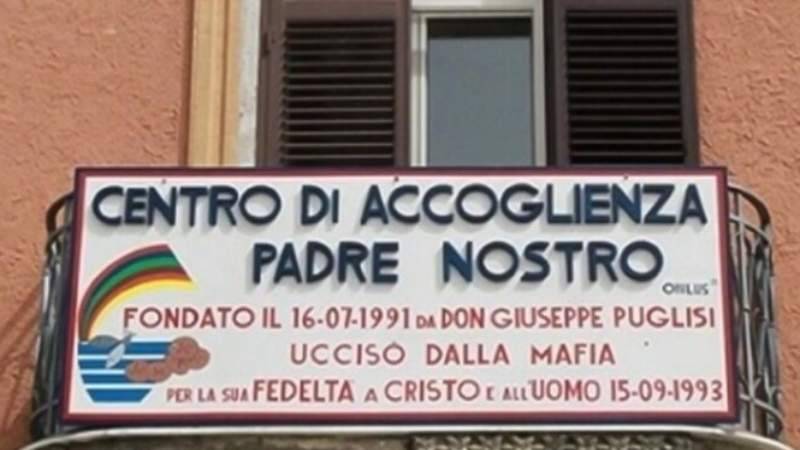 CENTRO DI ACCOGLIENZA
PADRE NOSTRO
ONLUS
FONDATO IL 16-07-1991 DA DON GIUSEPPE PUGLISI
UCCISO DALLA MAFIA
PER LA SUA FEDELTÀ A CRISTO E ALL'UOMO 15-09-1993